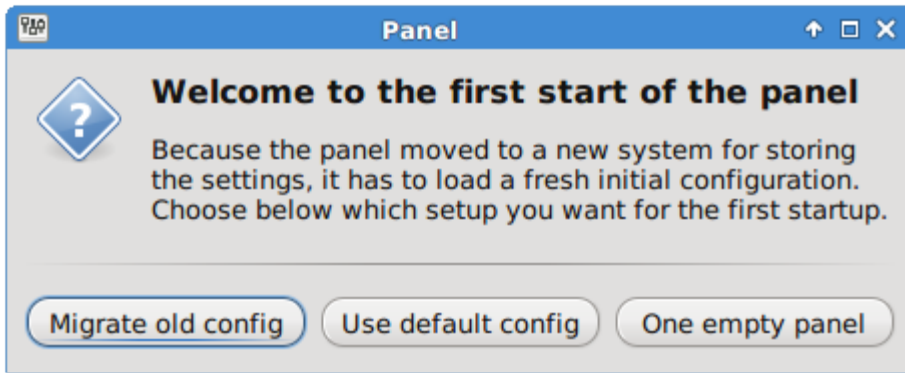 Panel
Welcome to the first start of the panel
Because the panel moved to a new system for storing
the settings, it has to load a fresh initial configuration.
Choose below which setup you want for the first startup.
Migrate old config
Use default config
One empty panel